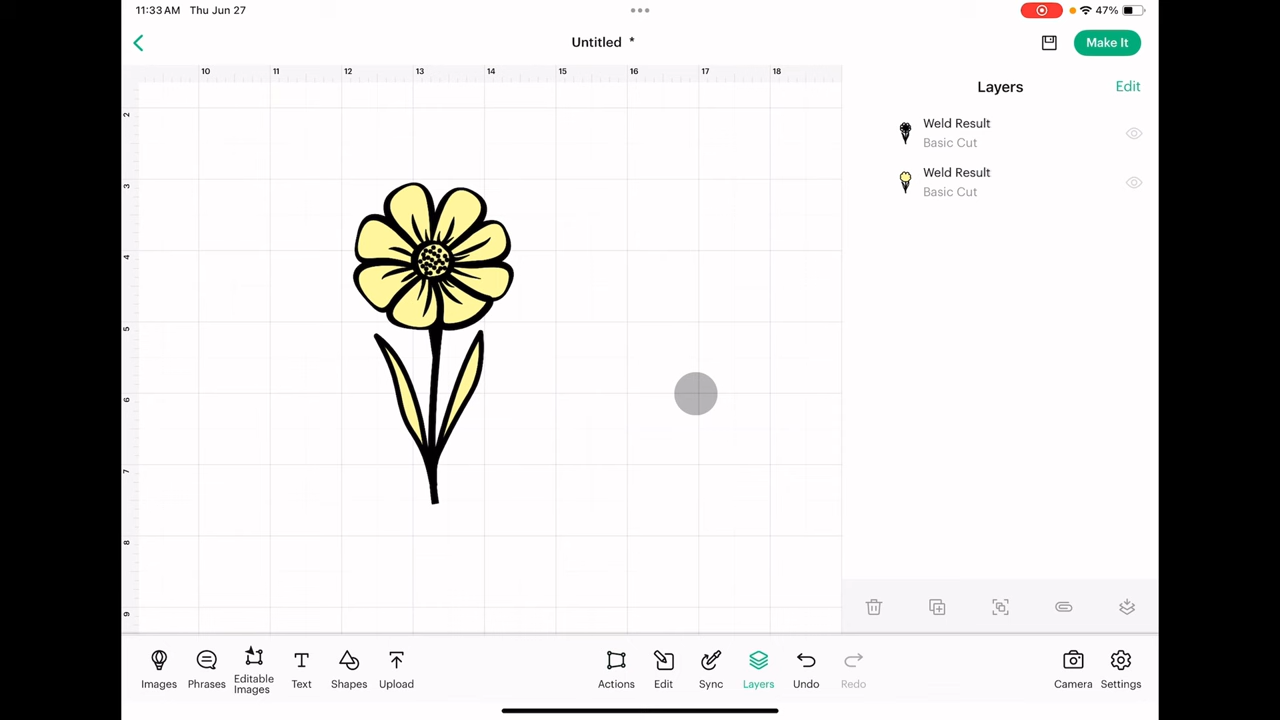 11:33 AM Thu Jun 27
47%
Untitled *
Make It
10 11 12 13 14 15 16 17 18
Layers
Edit
Weld Result
Basic Cut
Weld Result
Basic Cut
2
3
4
5
6
7
8
9
Images
Phrases
Editable
Images
Text
Shapes
Upload
Actions
Edit
Sync
Layers
Undo
Redo
Camera
Settings